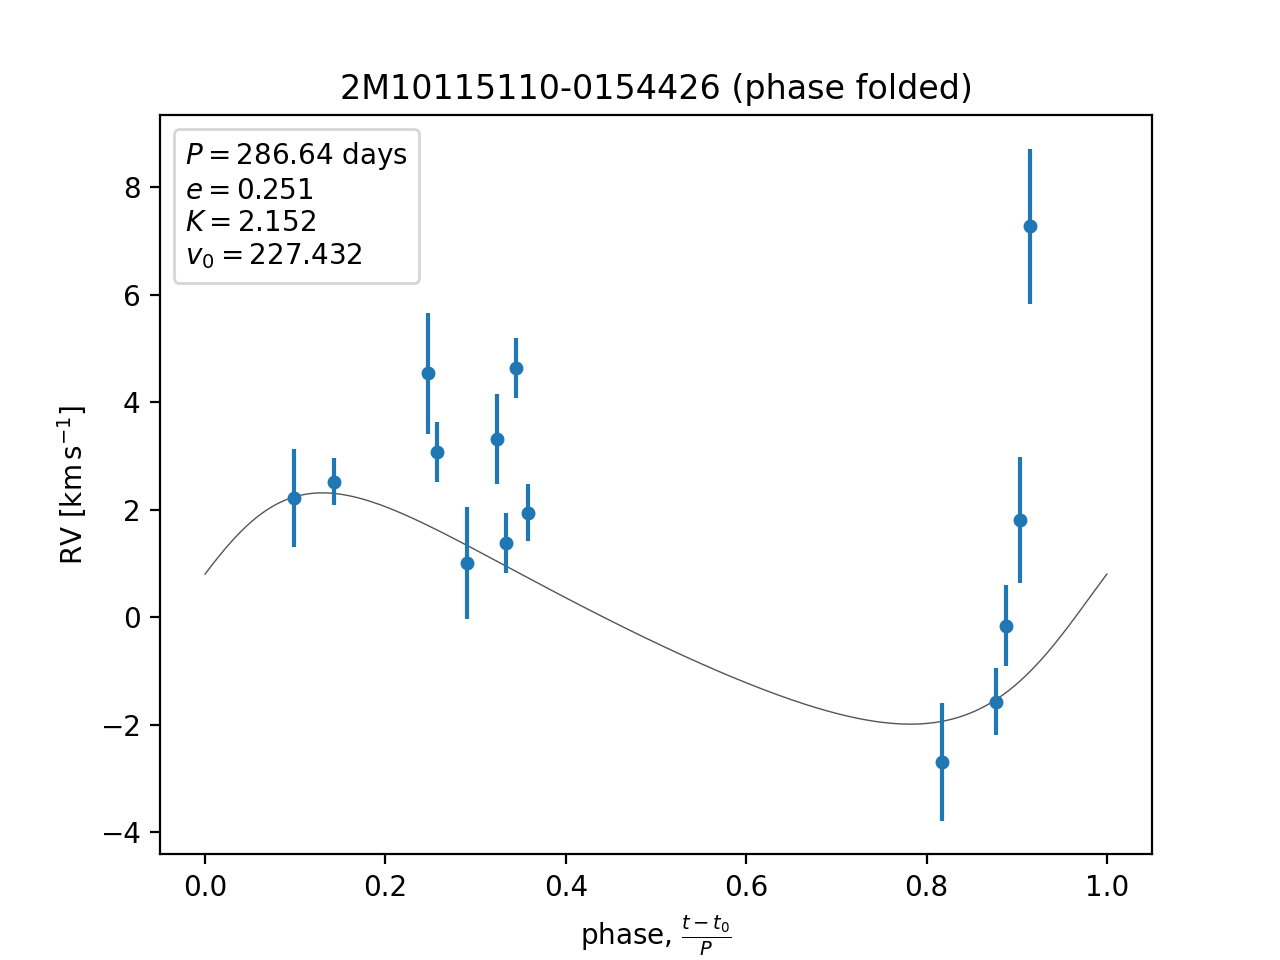 2M10115110-0154426 (phase folded)
P = 286.64 days
e = 0.251
K = 2.152
v₀ = 227.432
8
6
4
2
0
−2
−4
RV [km s⁻¹]
0.0 0.2 0.4 0.6 0.8 1.0
phase, (t − t₀)/P